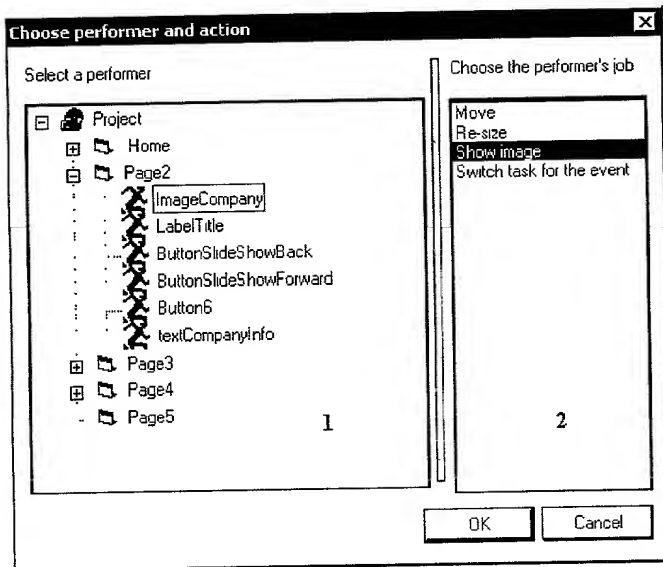 Choose performer and action
Select a performer
Project
Home
Page2
ImageCompany
LabelTitle
ButtonSlideShowBack
ButtonSlideShowForward
Button6
textCompanyInfo
Page3
Page4
Page5
1
Choose the performer's job
Move
Re-size
Show image
Switch task for the event
2
OK
Cancel